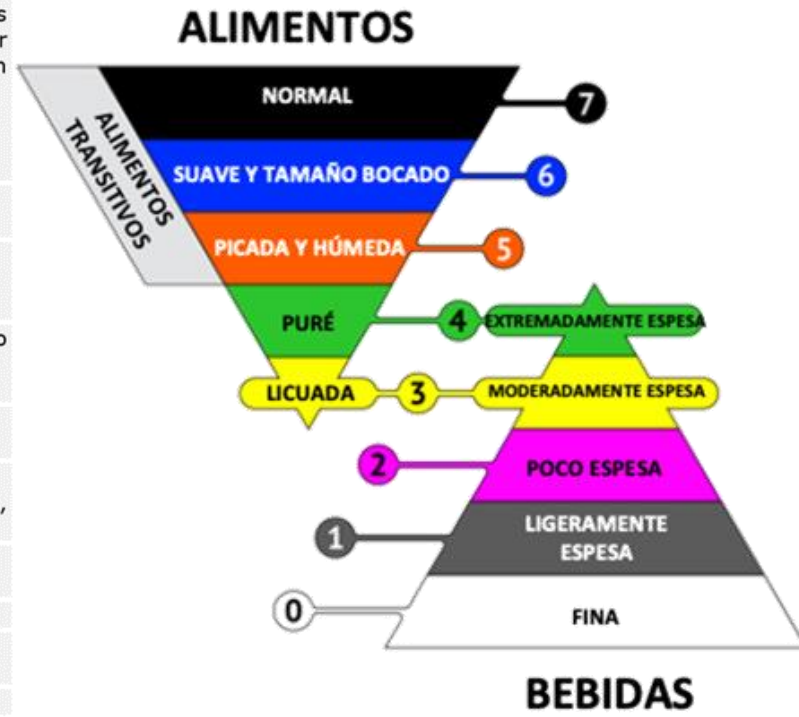 ALIMENTOS
NORMAL
7
ALIMENTOS
TRANSITIVOS
SUAVE Y TAMAÑO BOCADO
6
PICADA Y HÚMEDA
5
PURÉ
4
EXTREMADAMENTE ESPESA
LICUADA
3
MODERADAMENTE ESPESA
2
POCO ESPESA
1
LIGERAMENTE
ESPESA
0
FINA
BEBIDAS